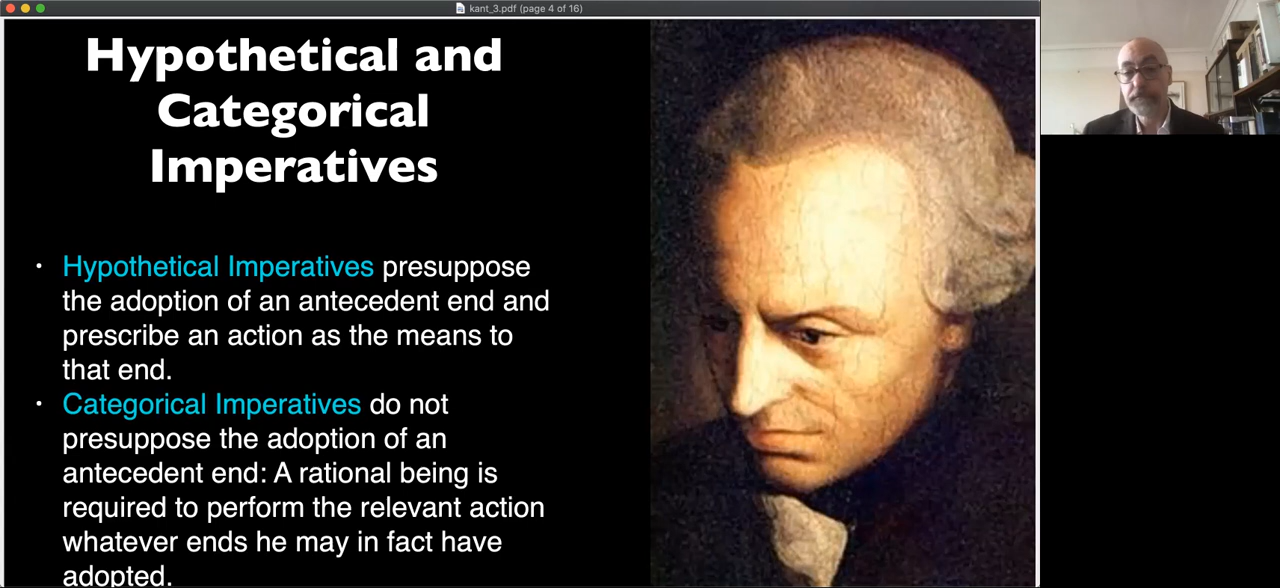 kant_3.pdf (page 4 of 16)
Hypothetical and
Categorical
Imperatives
· Hypothetical Imperatives presuppose
the adoption of an antecedent end and
prescribe an action as the means to
that end.
· Categorical Imperatives do not
presuppose the adoption of an
antecedent end: A rational being is
required to perform the relevant action
whatever ends he may in fact have
adopted.